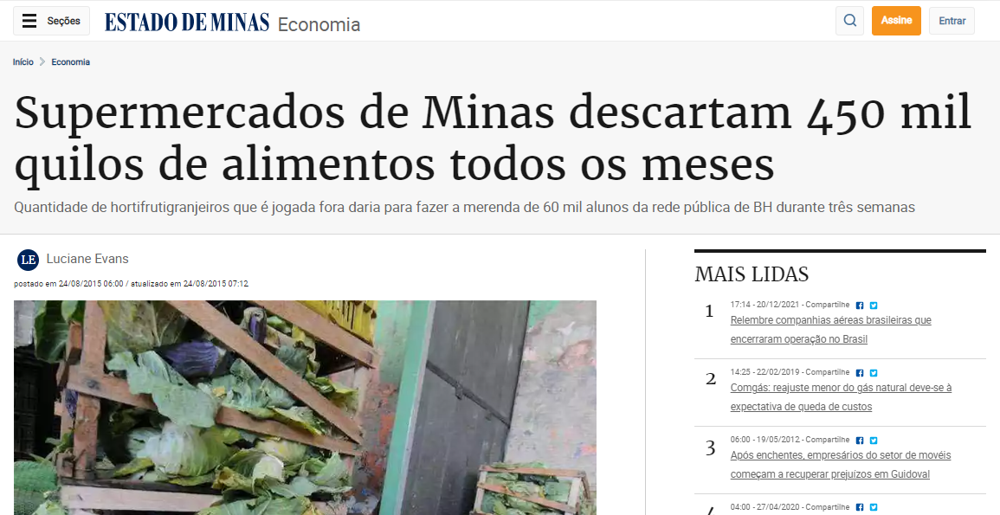 Seções
ESTADO DE MINAS Economia
Assine
Entrar
Início
Economia
Supermercados de Minas descartam 450 mil
quilos de alimentos todos os meses
Quantidade de hortifrutigranjeiros que é jogada fora daria para fazer a merenda de 60 mil alunos da rede pública de BH durante três semanas
LE Luciane Evans
postado em 24/08/2015 06:00 / atualizado em 24/08/2015 07:12
MAIS LIDAS
1
17:14 - 20/12/2021 - Compartilhe
Relembre companhias aéreas brasileiras que
encerraram operação no Brasil
2
14:25 - 22/02/2019 - Compartilhe
Comgás: reajuste menor do gás natural deve-se à
expectativa de queda de custos
3
06:00 - 19/05/2012 - Compartilhe
Após enchentes, empresários do setor de movéis
começam a recuperar prejuízos em Guidoval
4
04:00 - 27/04/2020 - Compartilhe